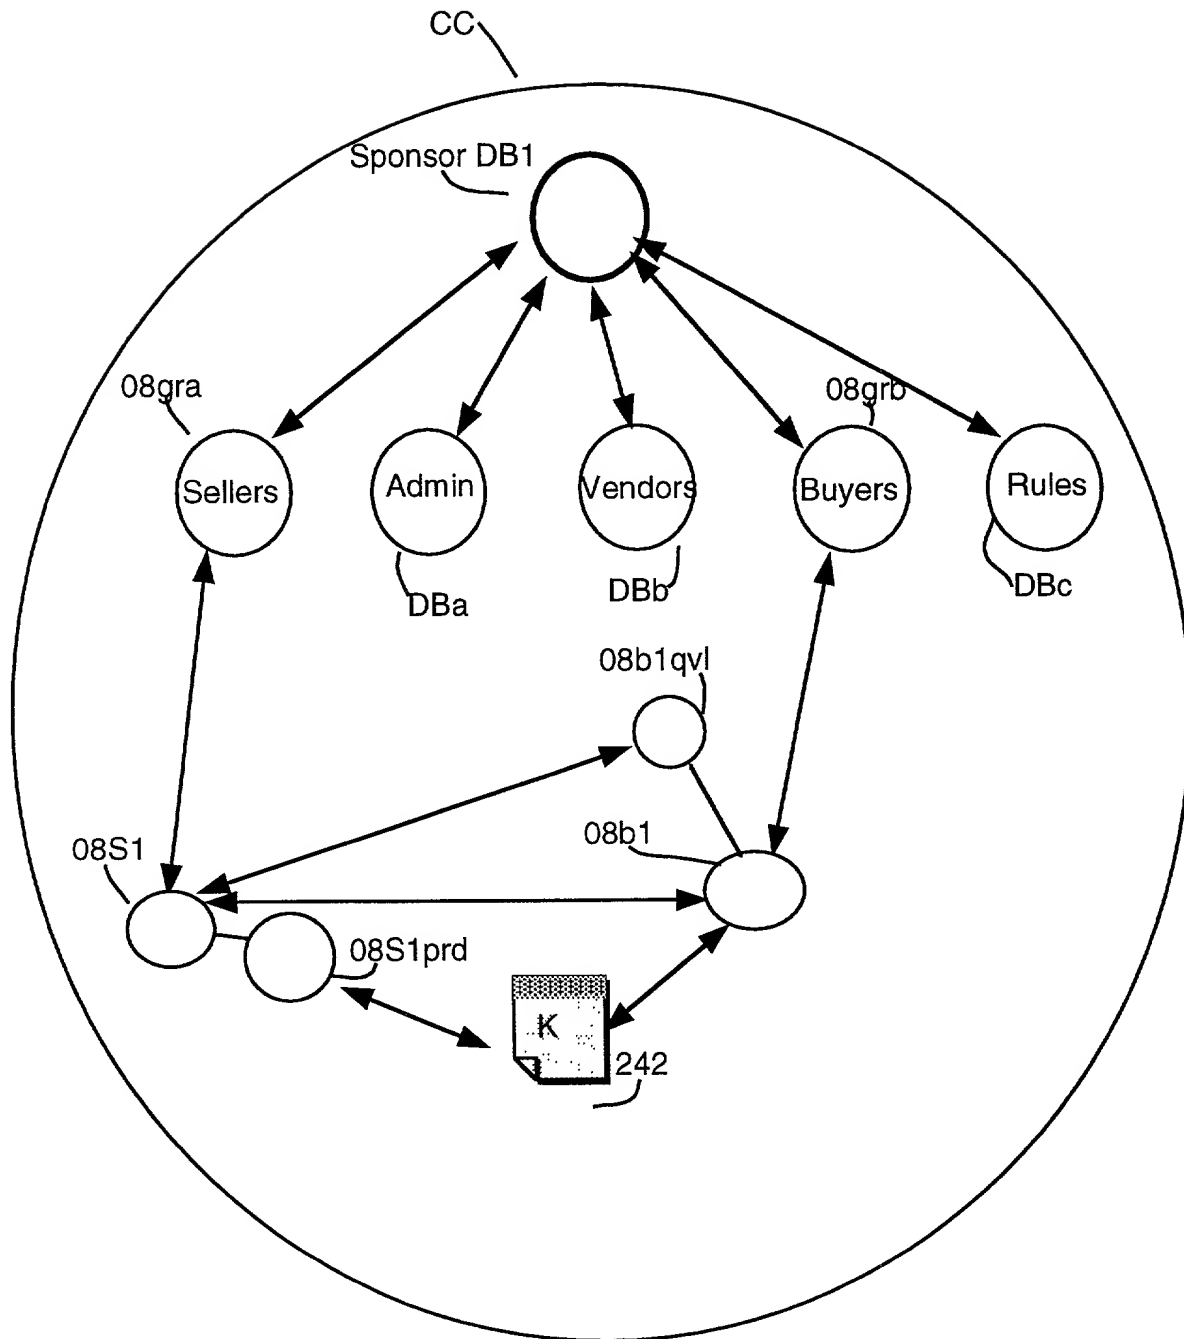 CC
Sponsor DB1
08gra
08grb
Sellers
Admin
Vendors
Buyers
Rules
DBa
DBb
DBc
08b1qvl
08b1
08S1
08S1prd
K
242